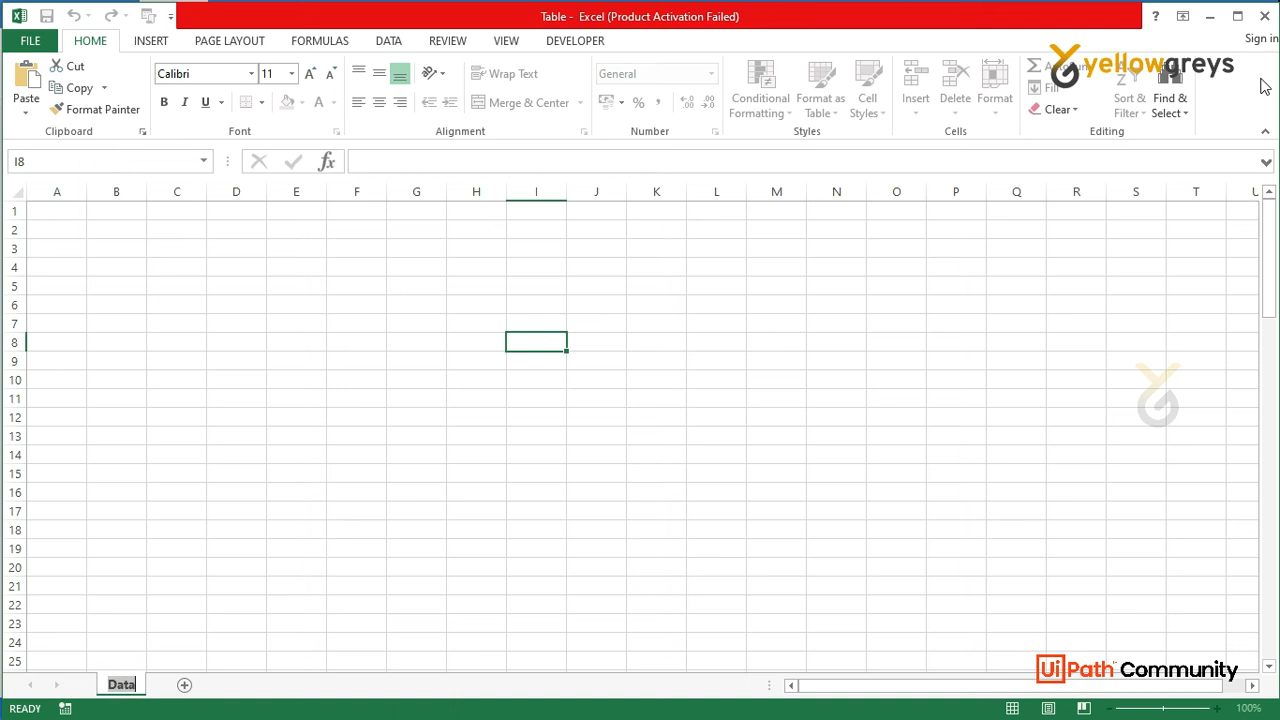 Table - Excel (Product Activation Failed)
?
FILE HOME INSERT PAGE LAYOUT FORMULAS DATA REVIEW VIEW DEVELOPER Sign in
yellowgreys
Paste
Cut
Copy
Format Painter
Clipboard
Calibri 11
B I U A
Font
Wrap Text
Merge & Center
Alignment
General
%
Number
Conditional Formatting
Format as Table
Cell Styles
Styles
Insert
Delete
Format
Cells
Fill
Clear
Sort & Filter
Find & Select
Editing
I8 fx
A B C D E F G H I J K L M N O P Q R S T U
1
2
3
4
5
6
7
8
9
10
11
12
13
14
15
16
17
18
19
20
21
22
23
24
25
UiPath Community
Data
READY 100%